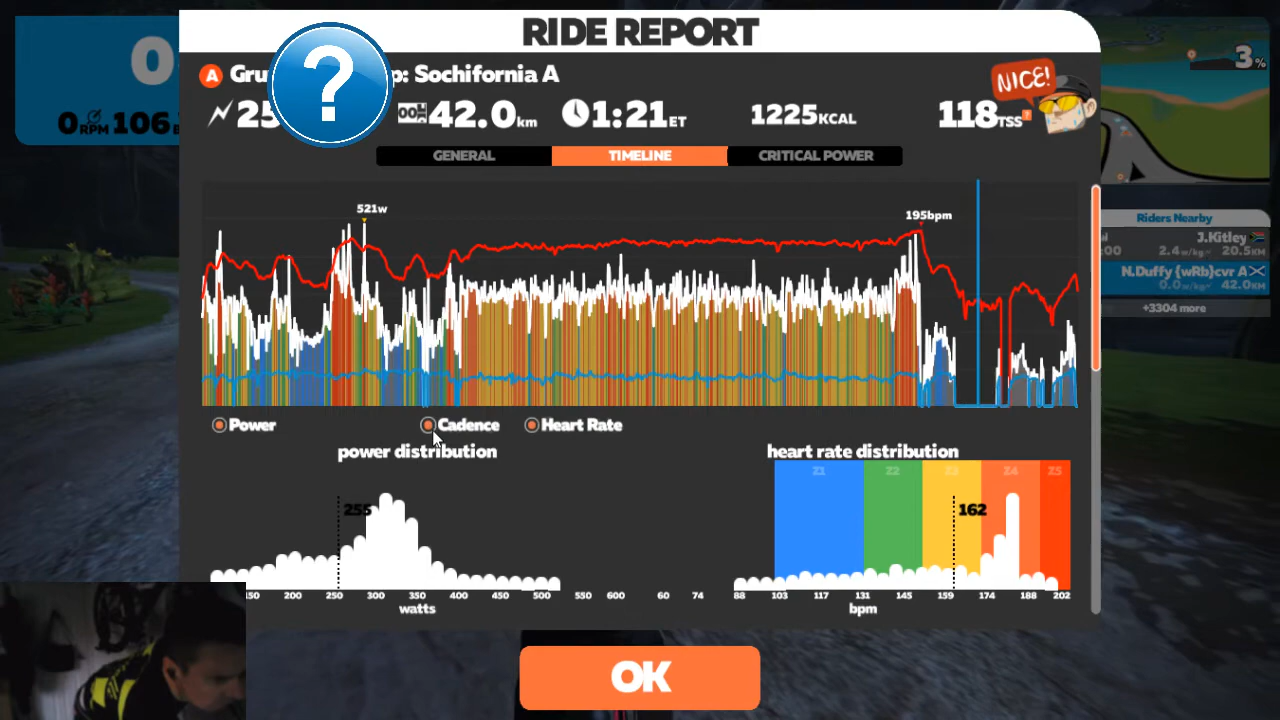 RIDE REPORT
0
3%
A Gru p: Sochifornia A
NICE!
25 42.0km 1:21ET 1225KCAL 118TSS
0RPM 106
GENERAL TIMELINE CRITICAL POWER
521w
195bpm
Riders Nearby
J.Kitley
:00 2.4w/kg 20.5KM
N.Duffy {wRb}cvr A
0.0w/kg 42.0KM
+3304 more
Power Cadence Heart Rate
power distribution
heart rate distribution
Z1 Z2 Z3 Z4 Z5
255
162
150 200 250 300 350 400 450 500 550 600 60 74
watts
88 103 117 131 145 159 174 188 202
bpm
OK